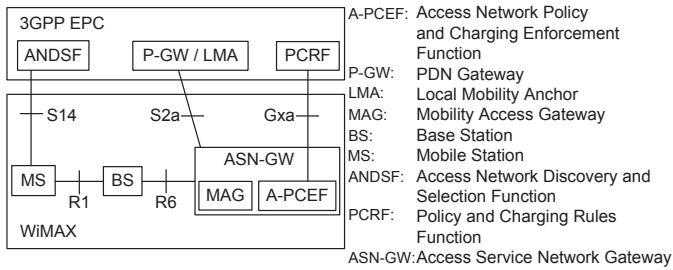 3GPP EPC
ANDSF
P-GW / LMA
PCRF
S14
S2a
Gxa
ASN-GW
MS
BS
MAG
A-PCEF
R1
R6
WiMAX
A-PCEF: Access Network Policy
and Charging Enforcement
Function
P-GW: PDN Gateway
LMA: Local Mobility Anchor
MAG: Mobility Access Gateway
BS: Base Station
MS: Mobile Station
ANDSF: Access Network Discovery and
Selection Function
PCRF: Policy and Charging Rules
Function
ASN-GW:Access Service Network Gateway